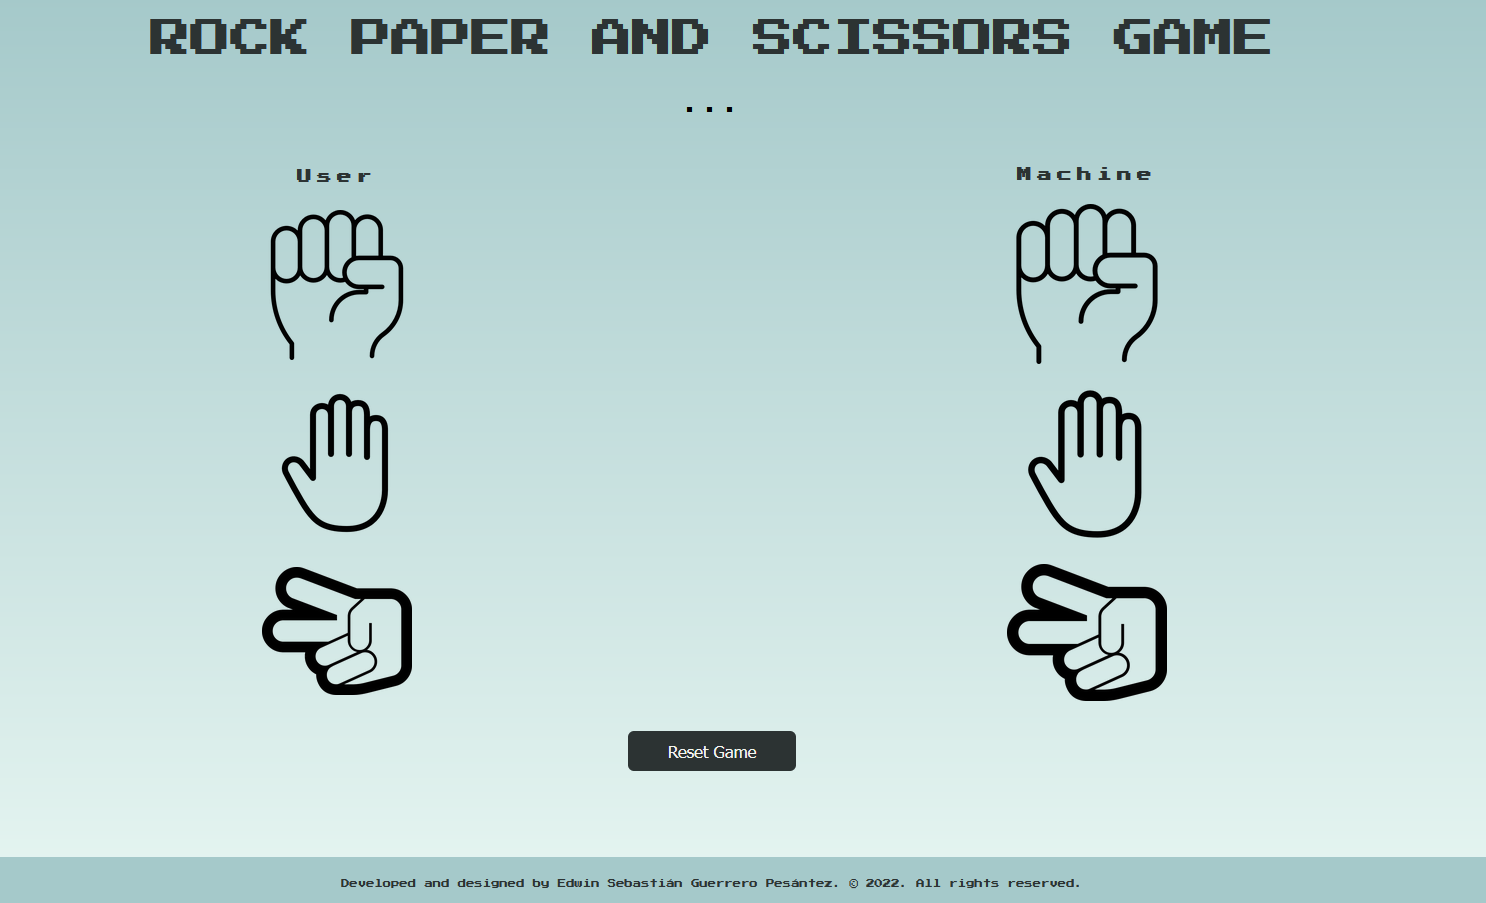 ROCK PAPER AND SCISSORS GAME
...
User
Machine
Reset Game
Developed and designed by Edwin Sebastián Guerrero Pesántez. © 2022. All rights reserved.